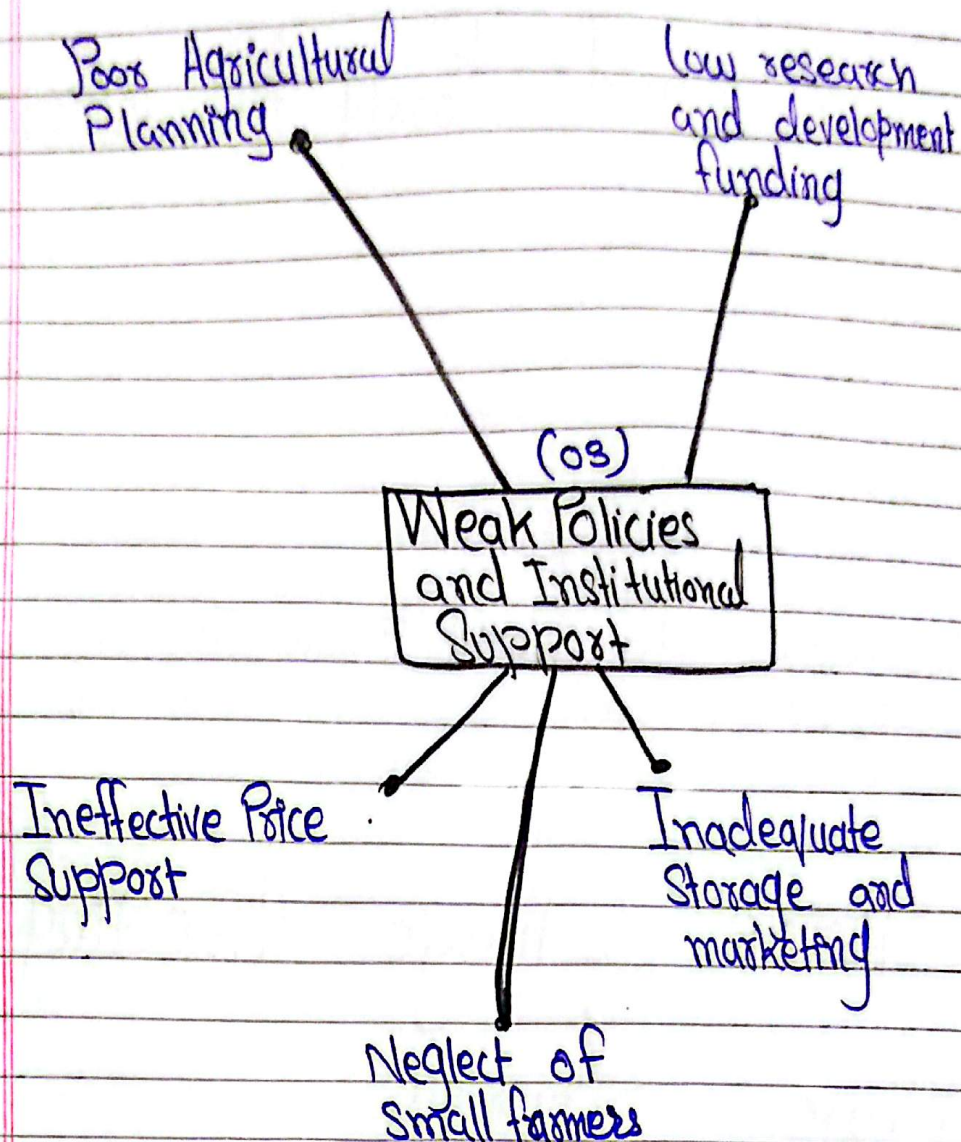 Poor Agricultural
Planning
low research
and development
funding
(03)
Weak Policies
and Institutional
Support
Ineffective Price
Support
Inadequate
Storage and
marketing
Neglect of
small farmers